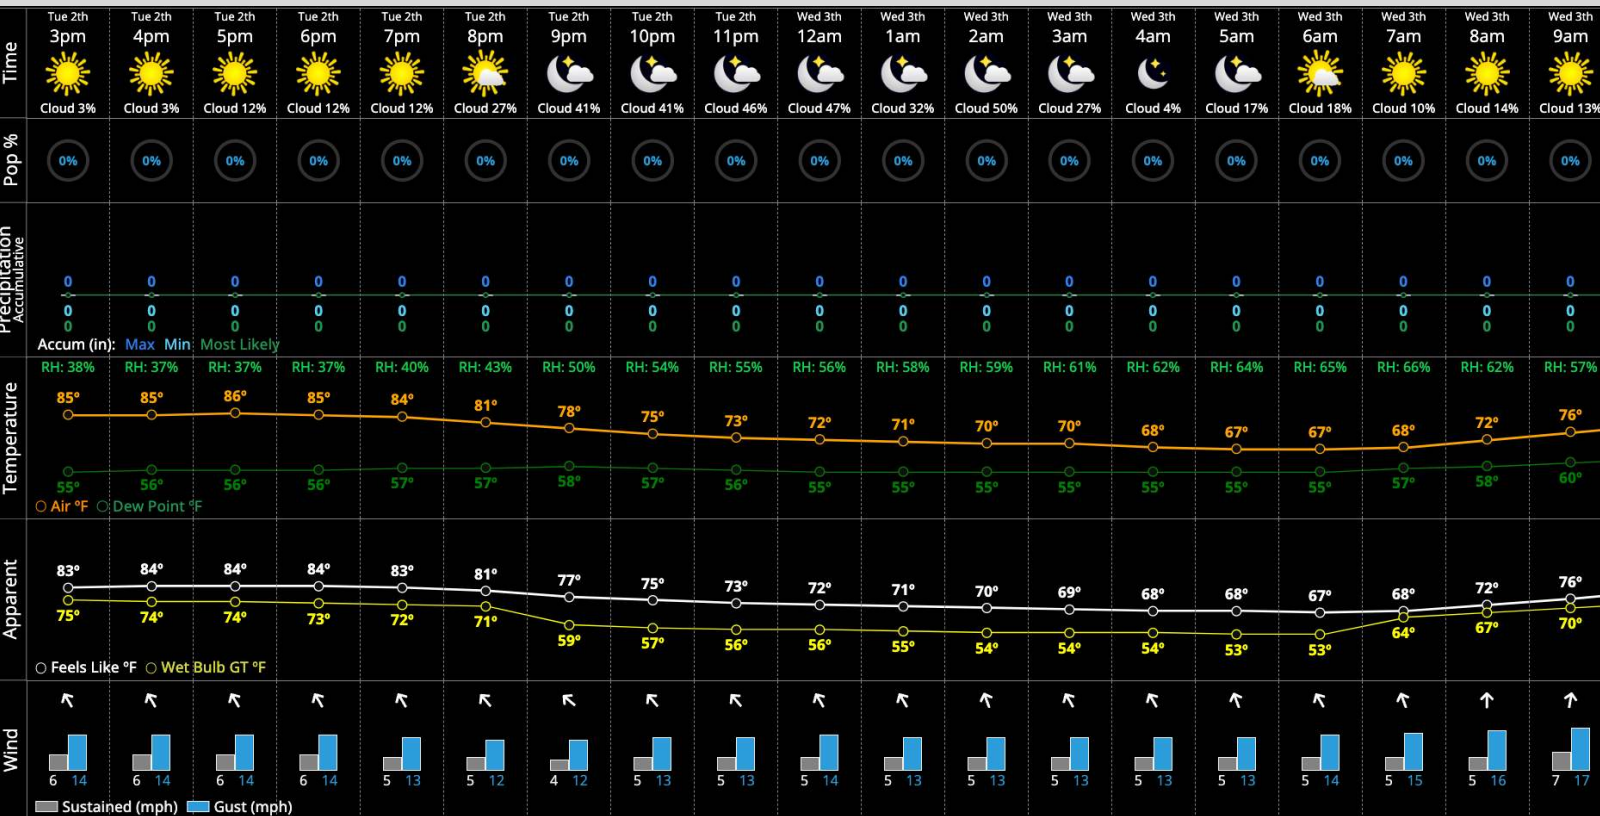 Time
Tue 2th Tue 2th Tue 2th Tue 2th Tue 2th Tue 2th Tue 2th Tue 2th Tue 2th Wed 3th Wed 3th Wed 3th Wed 3th Wed 3th Wed 3th Wed 3th Wed 3th Wed 3th Wed 3th
3pm 4pm 5pm 6pm 7pm 8pm 9pm 10pm 11pm 12am 1am 2am 3am 4am 5am 6am 7am 8am 9am
Cloud 3% Cloud 3% Cloud 12% Cloud 12% Cloud 12% Cloud 27% Cloud 41% Cloud 41% Cloud 46% Cloud 47% Cloud 32% Cloud 50% Cloud 27% Cloud 4% Cloud 17% Cloud 18% Cloud 10% Cloud 14% Cloud 13%
Pop %
0% 0% 0% 0% 0% 0% 0% 0% 0% 0% 0% 0% 0% 0% 0% 0% 0% 0% 0%
Precipitation
Accumulative
0 0 0 0 0 0 0 0 0 0 0 0 0 0 0 0 0 0 0
0 0 0 0 0 0 0 0 0 0 0 0 0 0 0 0 0 0 0
0 0 0 0 0 0 0 0 0 0 0 0 0 0 0 0 0 0 0
Accum (in): Max Min Most Likely
Temperature
RH: 38% RH: 37% RH: 37% RH: 37% RH: 40% RH: 43% RH: 50% RH: 54% RH: 55% RH: 56% RH: 58% RH: 59% RH: 61% RH: 62% RH: 64% RH: 65% RH: 66% RH: 62% RH: 57%
85° 85° 86° 85° 84° 81° 78° 75° 73° 72° 71° 70° 70° 68° 67° 67° 68° 72° 76°
55° 56° 56° 56° 57° 57° 58° 57° 56° 55° 55° 55° 55° 55° 55° 55° 57° 58° 60°
Air °F Dew Point °F
Apparent
83° 84° 84° 84° 83° 81° 77° 75° 73° 72° 71° 70° 69° 68° 68° 67° 68° 72° 76°
75° 74° 74° 73° 72° 71° 59° 57° 56° 56° 55° 54° 54° 54° 53° 53° 64° 67° 70°
Feels Like °F Wet Bulb GT °F
Wind
6 14 6 14 6 14 6 14 5 13 5 12 4 12 5 13 5 13 5 14 5 13 5 13 5 13 5 13 5 13 5 14 5 15 5 16 7 17
Sustained (mph) Gust (mph)